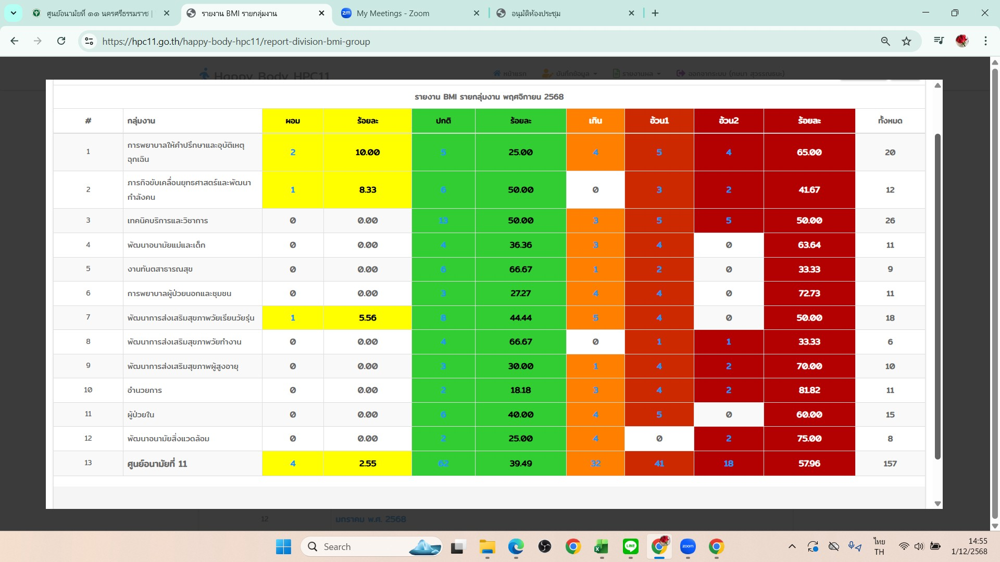 ศูนย์อนามัยที่ ๑๑ นครศรีธรรมราช |
รายงาน BMI รายกลุ่มงาน
zm My Meetings - Zoom
อนุมัติห้องประชุม
https://hpc11.go.th/happy-body-hpc11/report-division-bmi-group
Happy Body HPC11
หน้าแรก
บันทึกข้อมูล
รายงานผล
ออกจากระบบ (กษมา สุวรรณธนะ)
รายงาน BMI รายกลุ่มงาน พฤศจิกายน 2568
# กลุ่มงาน ผอม ร้อยละ ปกติ ร้อยละ เกิน อ้วน1 อ้วน2 ร้อยละ ทั้งหมด
1 การพยาบาลให้คำปรึกษาและอุบัติเหตุ
ฉุกเฉิน 2 10.00 5 25.00 4 5 4 65.00 20
2 ภารกิจขับเคลื่อนยุทธศาสตร์และพัฒนา
กำลังคน 1 8.33 6 50.00 0 3 2 41.67 12
3 เทคนิคบริการและวิชาการ 0 0.00 13 50.00 3 5 5 50.00 26
4 พัฒนาอนามัยแม่และเด็ก 0 0.00 4 36.36 3 4 0 63.64 11
5 งานทันตสาธารณสุข 0 0.00 6 66.67 1 2 0 33.33 9
6 การพยาบาลผู้ป่วยนอกและชุมชน 0 0.00 3 27.27 4 4 0 72.73 11
7 พัฒนาการส่งเสริมสุขภาพวัยเรียนวัยรุ่น 1 5.56 8 44.44 5 4 0 50.00 18
8 พัฒนาการส่งเสริมสุขภาพวัยทำงาน 0 0.00 4 66.67 0 1 1 33.33 6
9 พัฒนาการส่งเสริมสุขภาพผู้สูงอายุ 0 0.00 3 30.00 1 4 2 70.00 10
10 อำนวยการ 0 0.00 2 18.18 3 4 2 81.82 11
11 ผู้ป่วยใน 0 0.00 6 40.00 4 5 0 60.00 15
12 พัฒนาอนามัยสิ่งแวดล้อม 0 0.00 2 25.00 4 0 2 75.00 8
13 ศูนย์อนามัยที่ 11 4 2.55 62 39.49 32 41 18 57.96 157
12 มกราคม พ.ศ. 2568
Search
LINE
zoom
ไทย
TH
14:55
1/12/2568